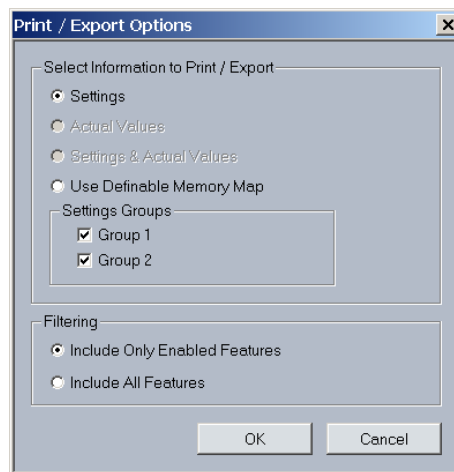 Print / Export Options
Select Information to Print / Export
Settings
Actual Values
Settings & Actual Values
Use Definable Memory Map
Settings Groups
Group 1
Group 2
Filtering
Include Only Enabled Features
Include All Features
OK Cancel